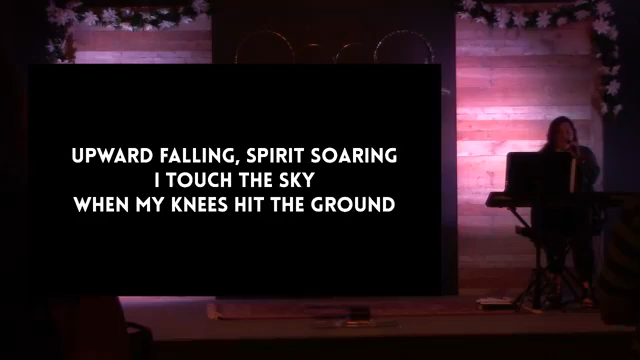 UPWARD FALLING, SPIRIT SOARING
I TOUCH THE SKY
WHEN MY KNEES HIT THE GROUND